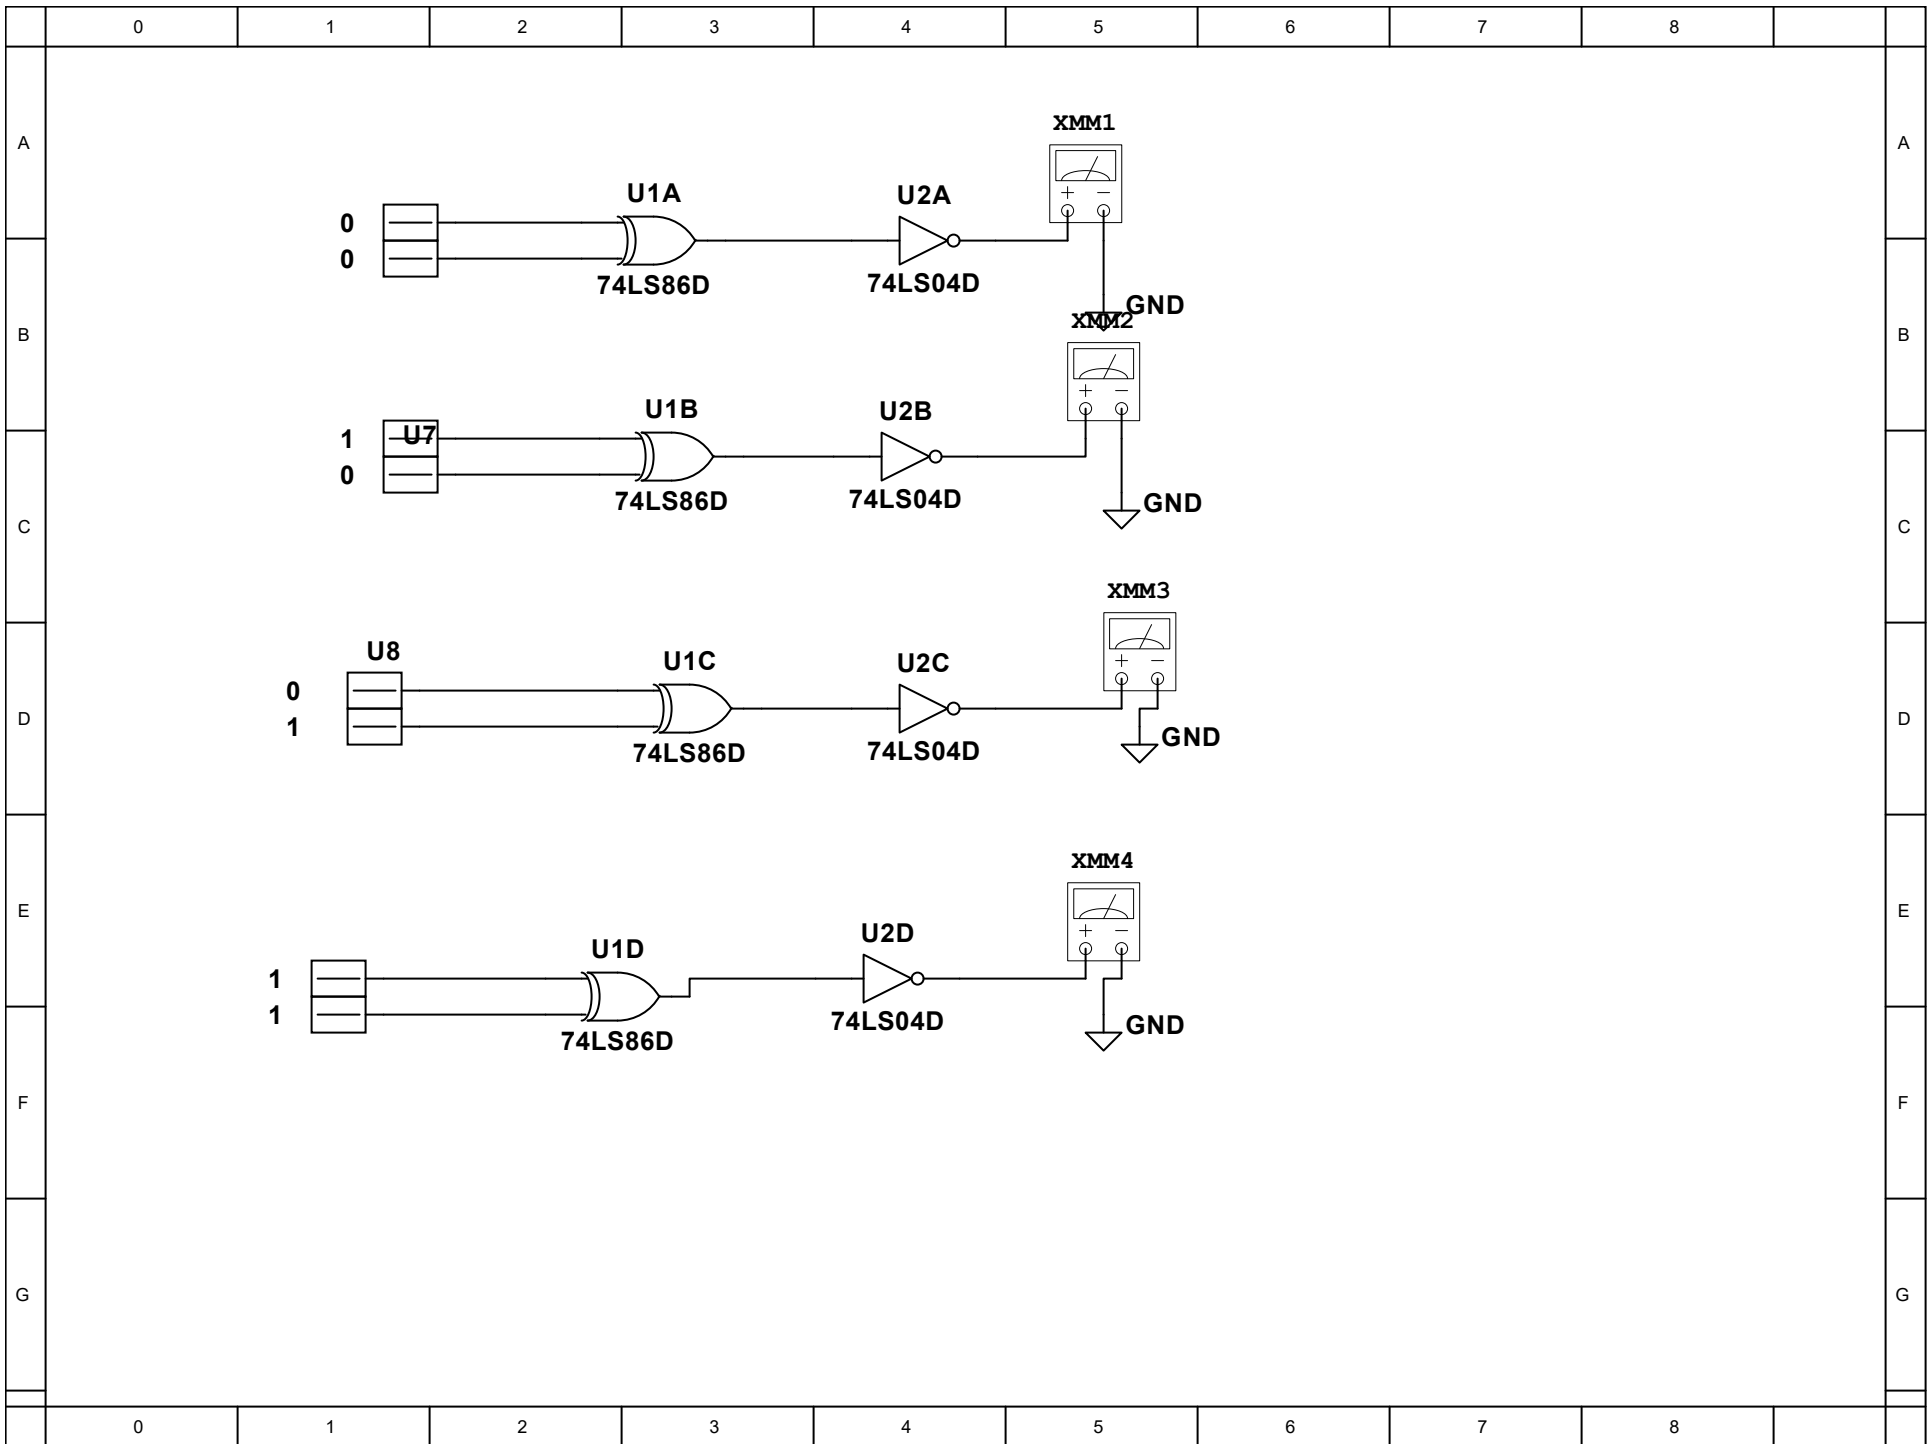 0 1 2 3 4 5 6 7 8
A A
XMM1
U1A U2A
0
0
74LS86D 74LS04D
GND
XMM2
B B
U1B U2B
1 U7
0
74LS86D 74LS04D
GND
C C
XMM3
U8 U1C U2C
0
1
D D
GND
74LS86D 74LS04D
XMM4
E E
U1D U2D
1
1
74LS86D 74LS04D
GND
F F
G G
0 1 2 3 4 5 6 7 8